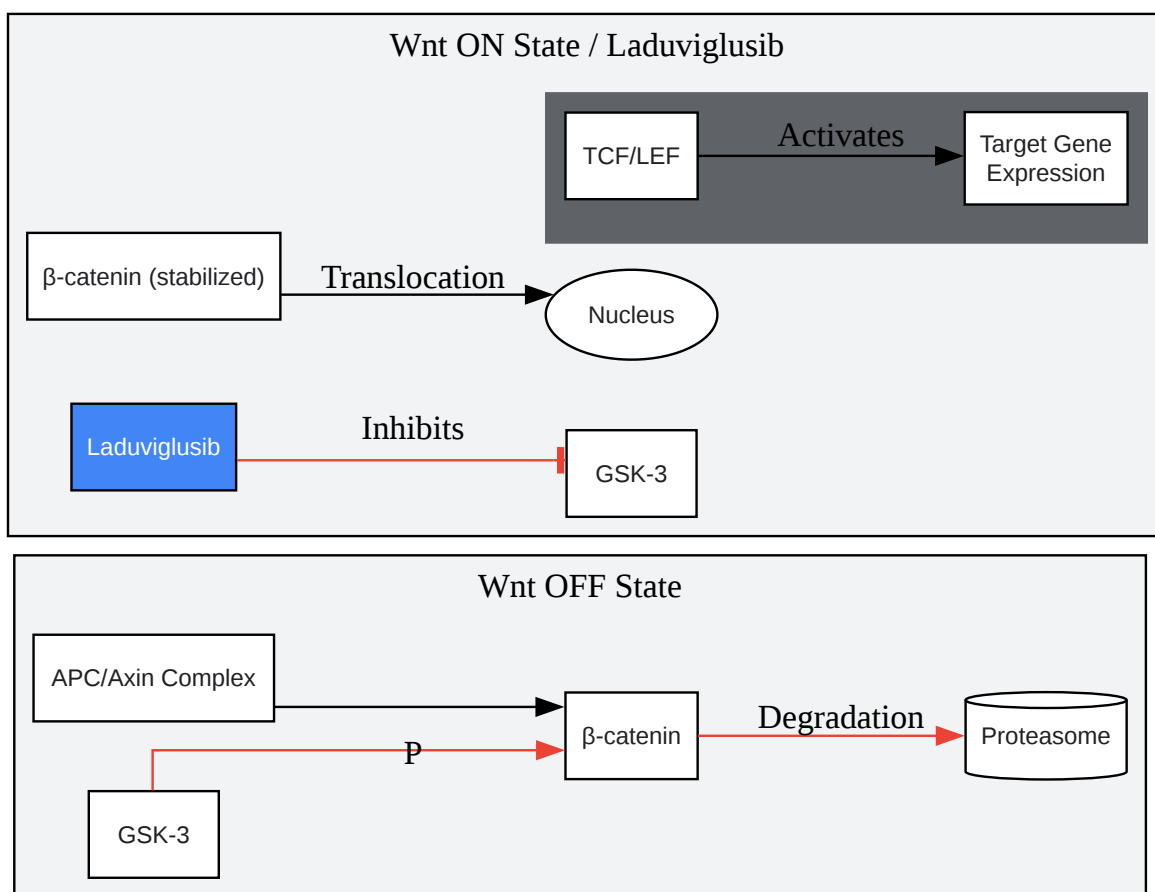 Wnt ON State / Laduviglusib
TCF/LEF
Activates
Target Gene
Expression
β-catenin (stabilized)
Translocation
Nucleus
Laduviglusib
Inhibits
GSK-3
Wnt OFF State
APC/Axin Complex
β-catenin
Degradation
Proteasome
P
GSK-3